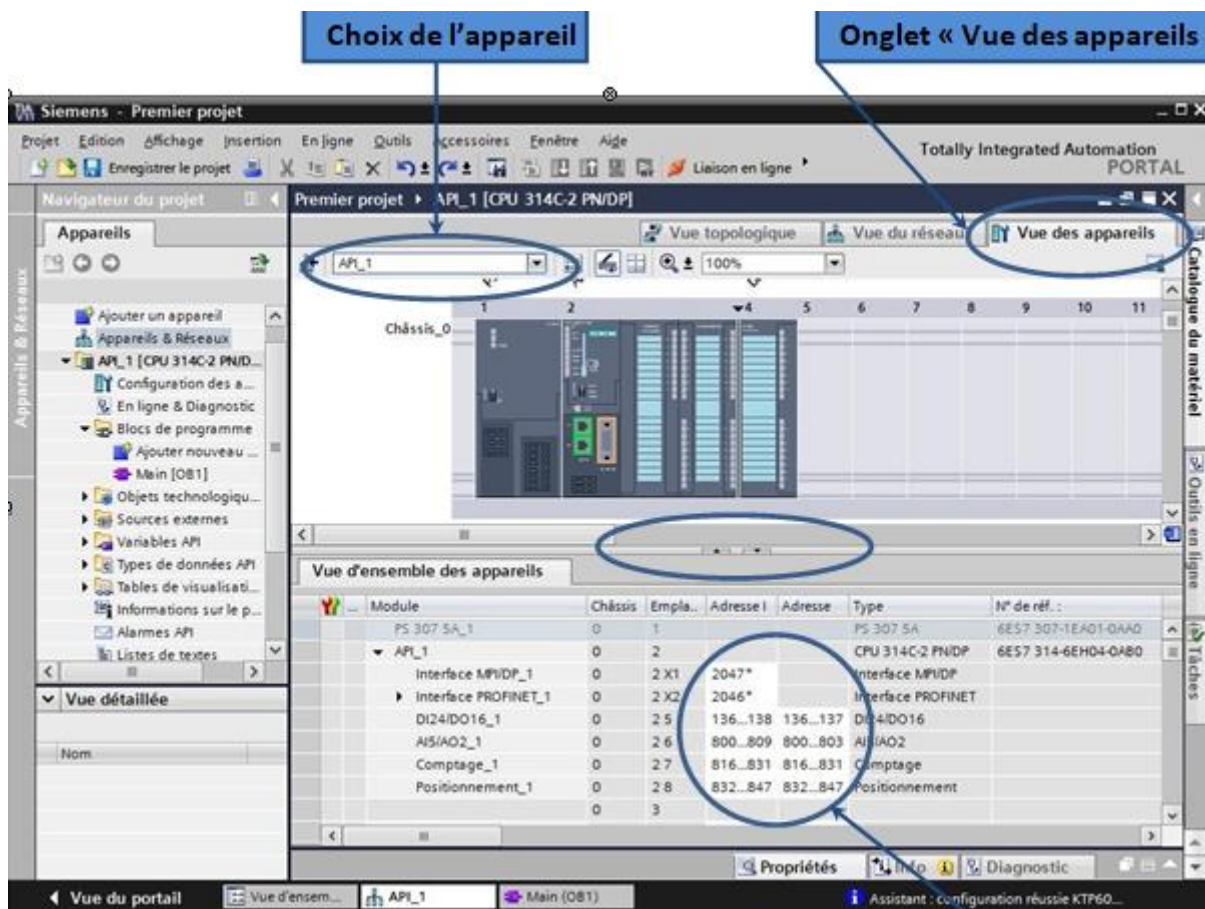 Choix de l'appareil
Onglet « Vue des appareils
Siemens - Premier projet
Projet Edition Affichage Insertion En ligne Outils Accessoires Fenêtre Aide
Totally Integrated Automation
PORTAL
Enregistrer le projet
Liaison en ligne
Navigateur du projet
Premier projet API_1 [CPU 314C-2 PN/DP]
Appareils
Vue topologique
Vue du réseau
Vue des appareils
API_1
100%
Appareils & Réseaux
Catalogue du matériel
Outils en ligne
Tâches
1 2 4 5 6 7 8 9 10 11
Châssis_0
SIEMENS
Ajouter un appareil
Appareils & Réseaux
API_1 [CPU 314C-2 PN/D...
Configuration des a...
En ligne & Diagnostic
Blocs de programme
Ajouter nouveau ...
Main [OB1]
Objets technologiqu...
Sources externes
Variables API
Types de données API
Tables de visualisati...
Informations sur le p...
Alarmes API
Listes de textes
Vue détaillée
Nom
Vue d'ensemble des appareils
... Module Châssis Empla... Adresse I Adresse Type N° de réf. :
PS 307 5A_1 0 1 PS 307 5A 6ES7 307-1EA01-0AA0
API_1 0 2 CPU 314C-2 PN/DP 6ES7 314-6EH04-0AB0
Interface MPI/DP_1 0 2 X1 2047* Interface MPI/DP
Interface PROFINET_1 0 2 X2 2046* Interface PROFINET
DI24/DO16_1 0 2 5 136...138 136...137 DI24/DO16
AI5/AO2_1 0 2 6 800...809 800...803 AI5/AO2
Comptage_1 0 2 7 816...831 816...831 Comptage
Positionnement_1 0 2 8 832...847 832...847 Positionnement
0 3
Propriétés
Info
Diagnostic
Vue du portail
Vue d'ensem...
API_1
Main (OB1)
Assistant : configuration réussie KTP60...